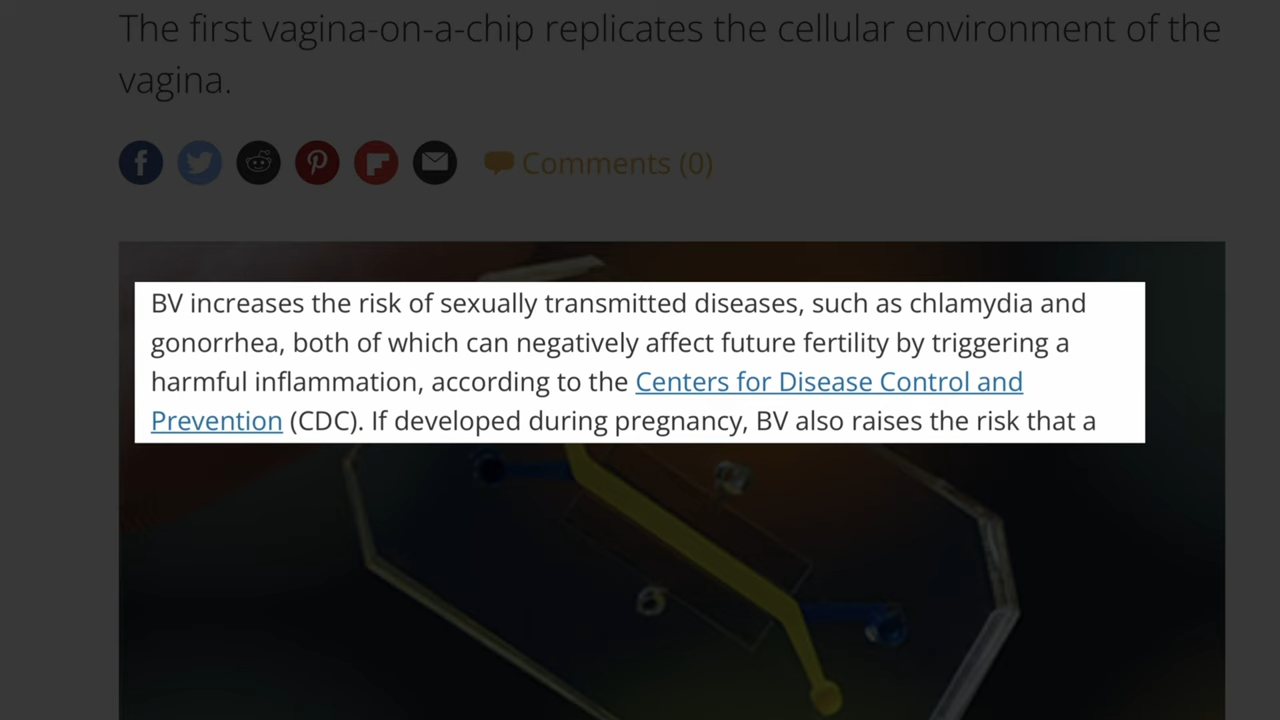 The first vagina-on-a-chip replicates the cellular environment of the
vagina.
Comments (0)
BV increases the risk of sexually transmitted diseases, such as chlamydia and
gonorrhea, both of which can negatively affect future fertility by triggering a
harmful inflammation, according to the Centers for Disease Control and
Prevention (CDC). If developed during pregnancy, BV also raises the risk that a